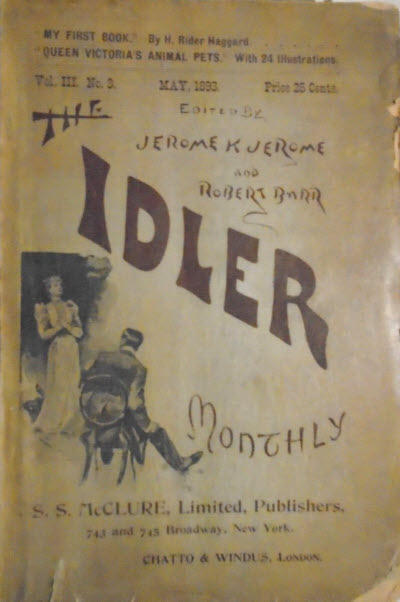 "MY FIRST BOOK." By H. Rider Haggard.
"QUEEN VICTORIA'S ANIMAL PETS." With 24 Illustrations.
Vol. III. No. 3. MAY, 1893. Price 25 Cents.
THE
EDITED By
JEROME K JEROME
AND
ROBERT BARR
IDLER
MONTHLY
S. S. McCLURE, Limited, Publishers,
743 and 745 Broadway, New York.
CHATTO & WINDUS, LONDON.